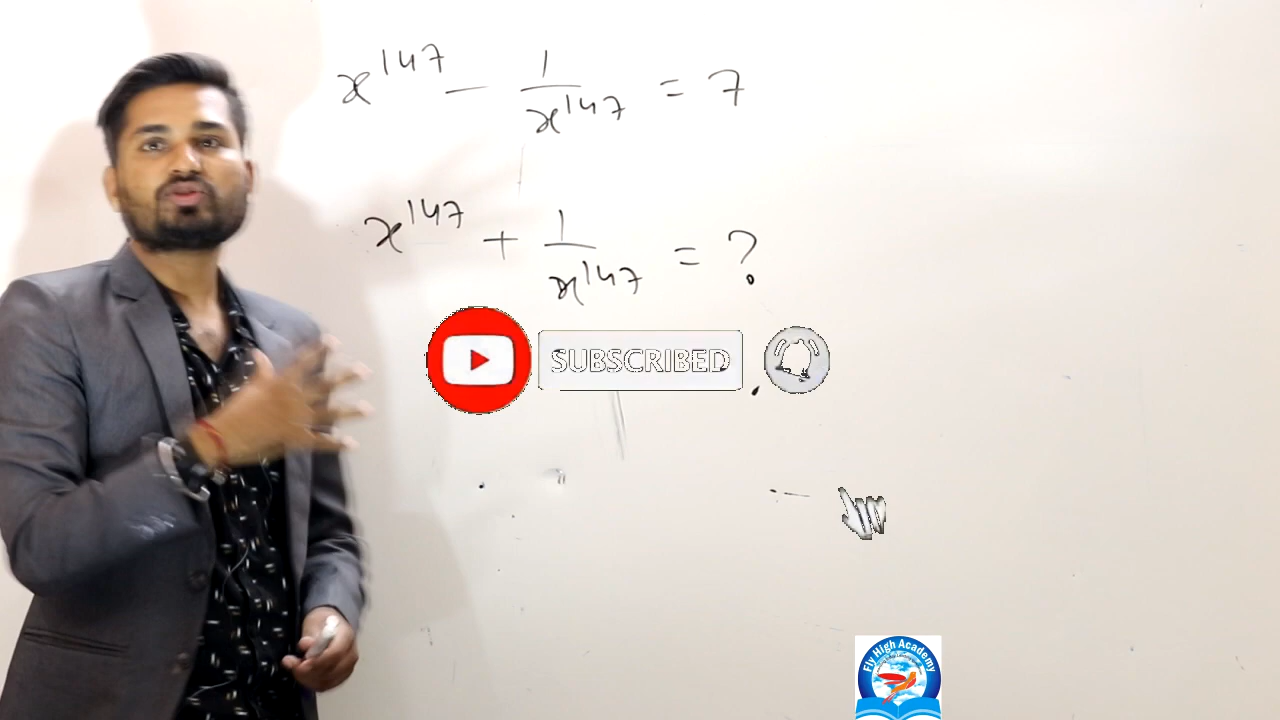 x^147 - 1/x^147 = 7
x^147 + 1/x^147 = ?
SUBSCRIBED
Fly High Academy